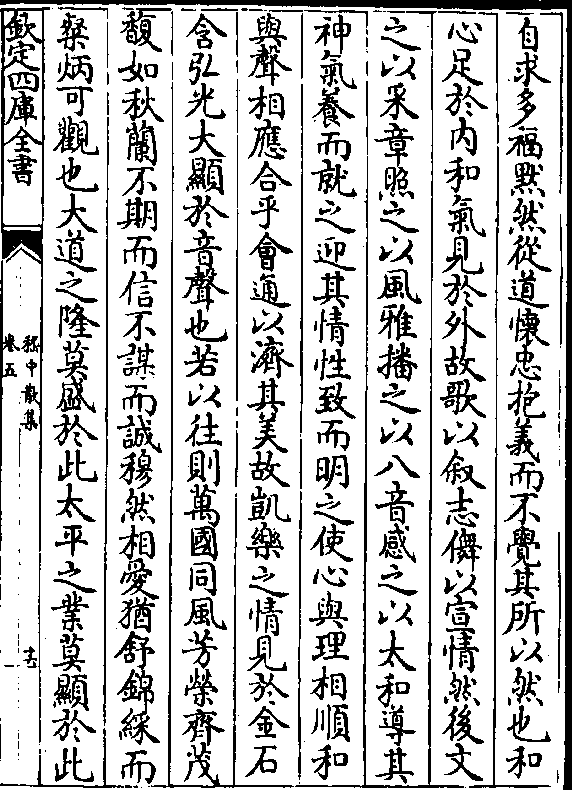 自求多福黙然從道懷忠抱義而不覺其所以然也和
心足於内和氣見於外故歌以叙志儛以宣情然後文
之以采章照之以風雅播之以八音感之以太和導其
神氣養而就之迎其情性致而明之使心與理相順和
與聲相應合乎會通以濟其美故凱樂之情見於金石
含弘光大顯於音聲也若以往則萬國同風芳榮齊茂
馥如秋蘭不期而信不謀而誠穆然相愛猶舒錦綵而
粲炳可觀也大道之隆莫盛於此太平之業莫顯於此
欽定四庫全書
嵇中散集
卷五